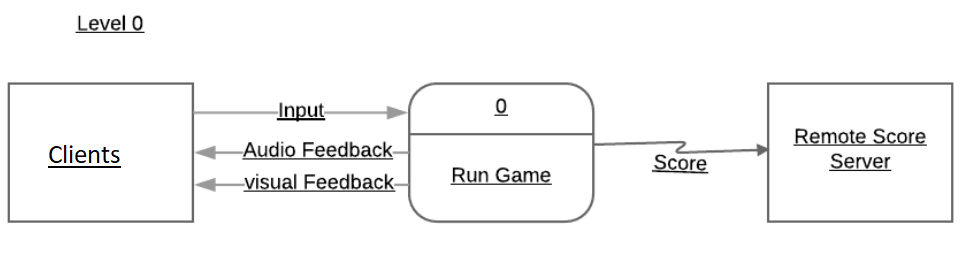 Level 0
Clients
Input
Audio Feedback
visual Feedback
0
Run Game
Score
Remote Score
Server